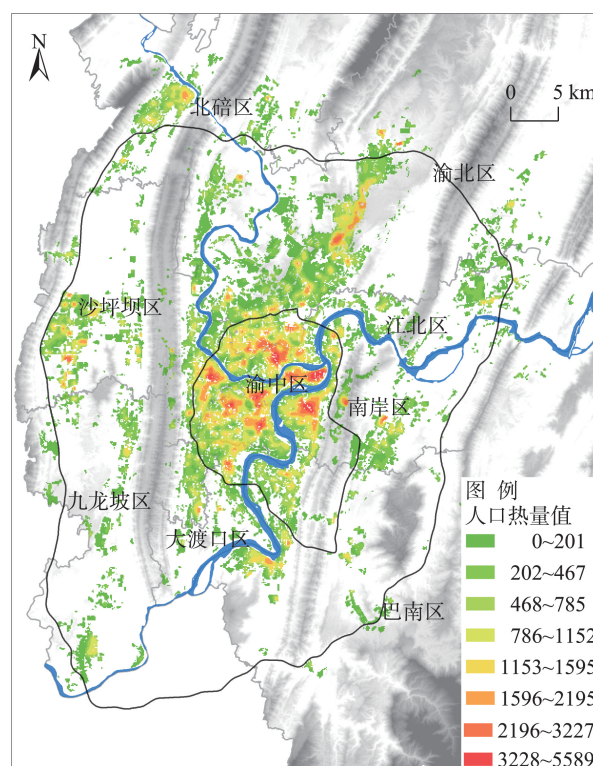 N
0 5 km
北碚区
渝北区
沙坪坝区
江北区
渝中区
南岸区
九龙坡区
大渡口区
巴南区
图 例
人口热量值
0~201
202~467
468~785
786~1152
1153~1595
1596~2195
2196~3227
3228~5589